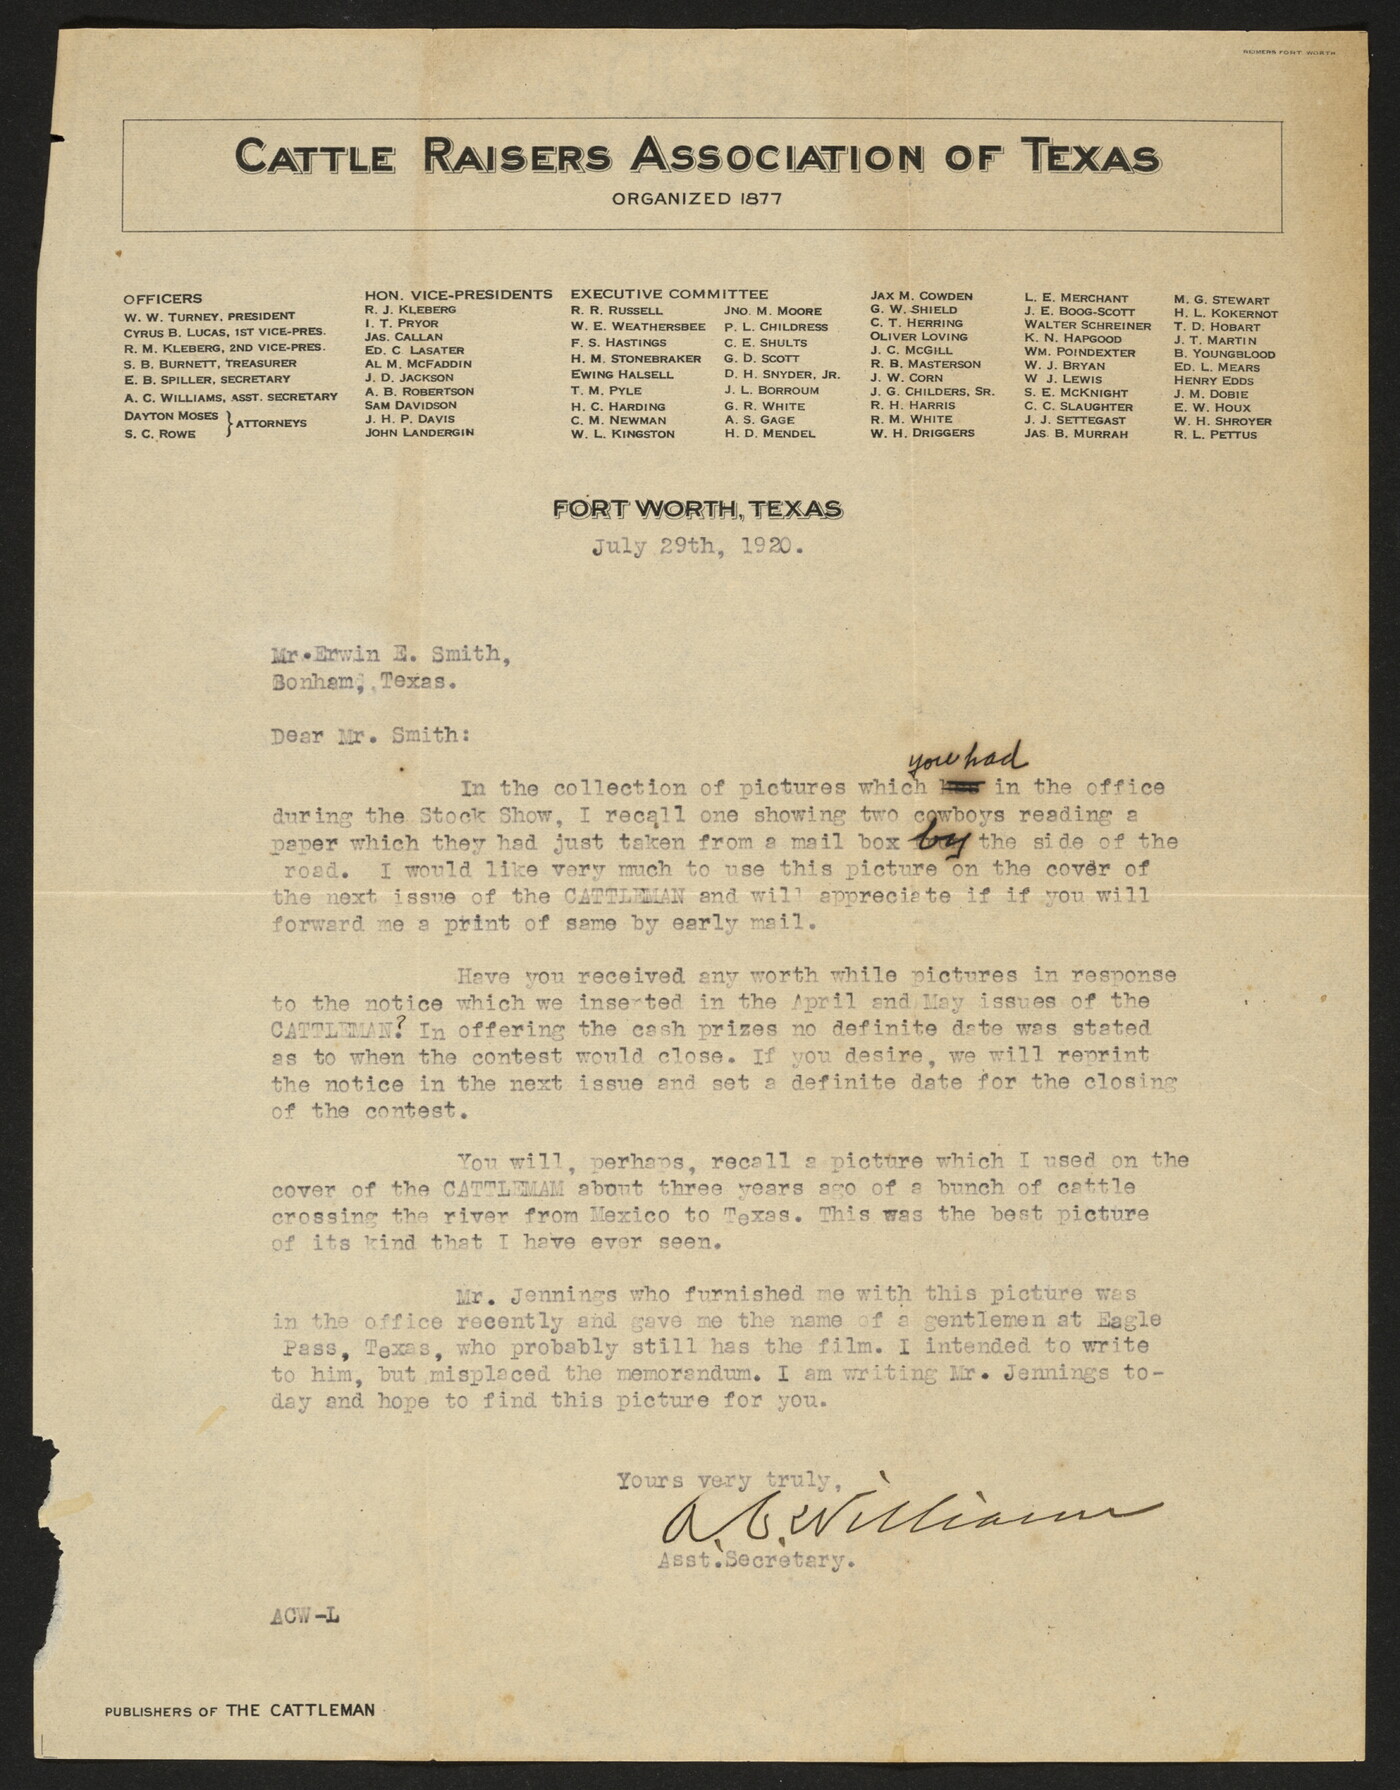 REIMERS FORT WORTH
CATTLE RAISERS ASSOCIATION OF TEXAS
ORGANIZED 1877
OFFICERS
W. W. TURNEY, PRESIDENT
CYRUS B. LUCAS, 1ST VICE-PRES.
R. M. KLEBERG, 2ND VICE-PRES.
S. B. BURNETT, TREASURER
E. B. SPILLER, SECRETARY
A. C. WILLIAMS, ASST. SECRETARY
DAYTON MOSES
S. C. ROWE
} ATTORNEYS
HON. VICE-PRESIDENTS
R. J. KLEBERG
I. T. PRYOR
JAS. CALLAN
ED. C. LASATER
AL M. MCFADDIN
J. D. JACKSON
A. B. ROBERTSON
SAM DAVIDSON
J. H. P. DAVIS
JOHN LANDERGIN
EXECUTIVE COMMITTEE
R. R. RUSSELL
W. E. WEATHERSBEE
F. S. HASTINGS
H. M. STONEBRAKER
EWING HALSELL
T. M. PYLE
H. C. HARDING
C. M. NEWMAN
W. L. KINGSTON
JNO. M. MOORE
P. L. CHILDRESS
C. E. SHULTS
G. D. SCOTT
D. H. SNYDER, JR.
J. L. BORROUM
G. R. WHITE
A. S. GAGE
H. D. MENDEL
JAX M. COWDEN
G. W. SHIELD
C. T. HERRING
OLIVER LOVING
J. C. MCGILL
R. B. MASTERSON
J. W. CORN
J. G. CHILDERS, SR.
R. H. HARRIS
R. M. WHITE
W. H. DRIGGERS
L. E. MERCHANT
J. E. BOOG-SCOTT
WALTER SCHREINER
K. N. HAPGOOD
WM. POINDEXTER
W. J. BRYAN
W. J. LEWIS
S. E. MCKNIGHT
C. C. SLAUGHTER
J. J. SETTEGAST
JAS. B. MURRAH
M. G. STEWART
H. L. KOKERNOT
T. D. HOBART
J. T. MARTIN
B. YOUNGBLOOD
ED. L. MEARS
HENRY EDDS
J. M. DOBIE
E. W. HOUX
W. H. SHROYER
R. L. PETTUS
FORT WORTH, TEXAS
July 29th, 1920.
Mr. Erwin E. Smith,
Bonham, Texas.
Dear Mr. Smith:
you had
In the collection of pictures which in the office
during the Stock Show, I recall one showing two cowboys reading a
paper which they had just taken from a mail box by the side of the
road. I would like very much to use this picture on the cover of
the next issue of the CATTLEMAN and will appreciate if if you will
forward me a print of same by early mail.
Have you received any worth while pictures in response
to the notice which we inserted in the April and May issues of the
CATTLEMAN? In offering the cash prizes no definite date was stated
as to when the contest would close. If you desire, we will reprint
the notice in the next issue and set a definite date for the closing
of the contest.
You will, perhaps, recall a picture which I used on the
cover of the CATTLEMAM about three years ago of a bunch of cattle
crossing the river from Mexico to Texas. This was the best picture
of its kind that I have ever seen.
Mr. Jennings who furnished me with this picture was
in the office recently and gave me the name of a gentlemen at Eagle
Pass, Texas, who probably still has the film. I intended to write
to him, but misplaced the memorandum. I am writing Mr. Jennings to-
day and hope to find this picture for you.
Yours very truly,
A. C. Williams
Asst. Secretary.
ACW-L
PUBLISHERS OF THE CATTLEMAN